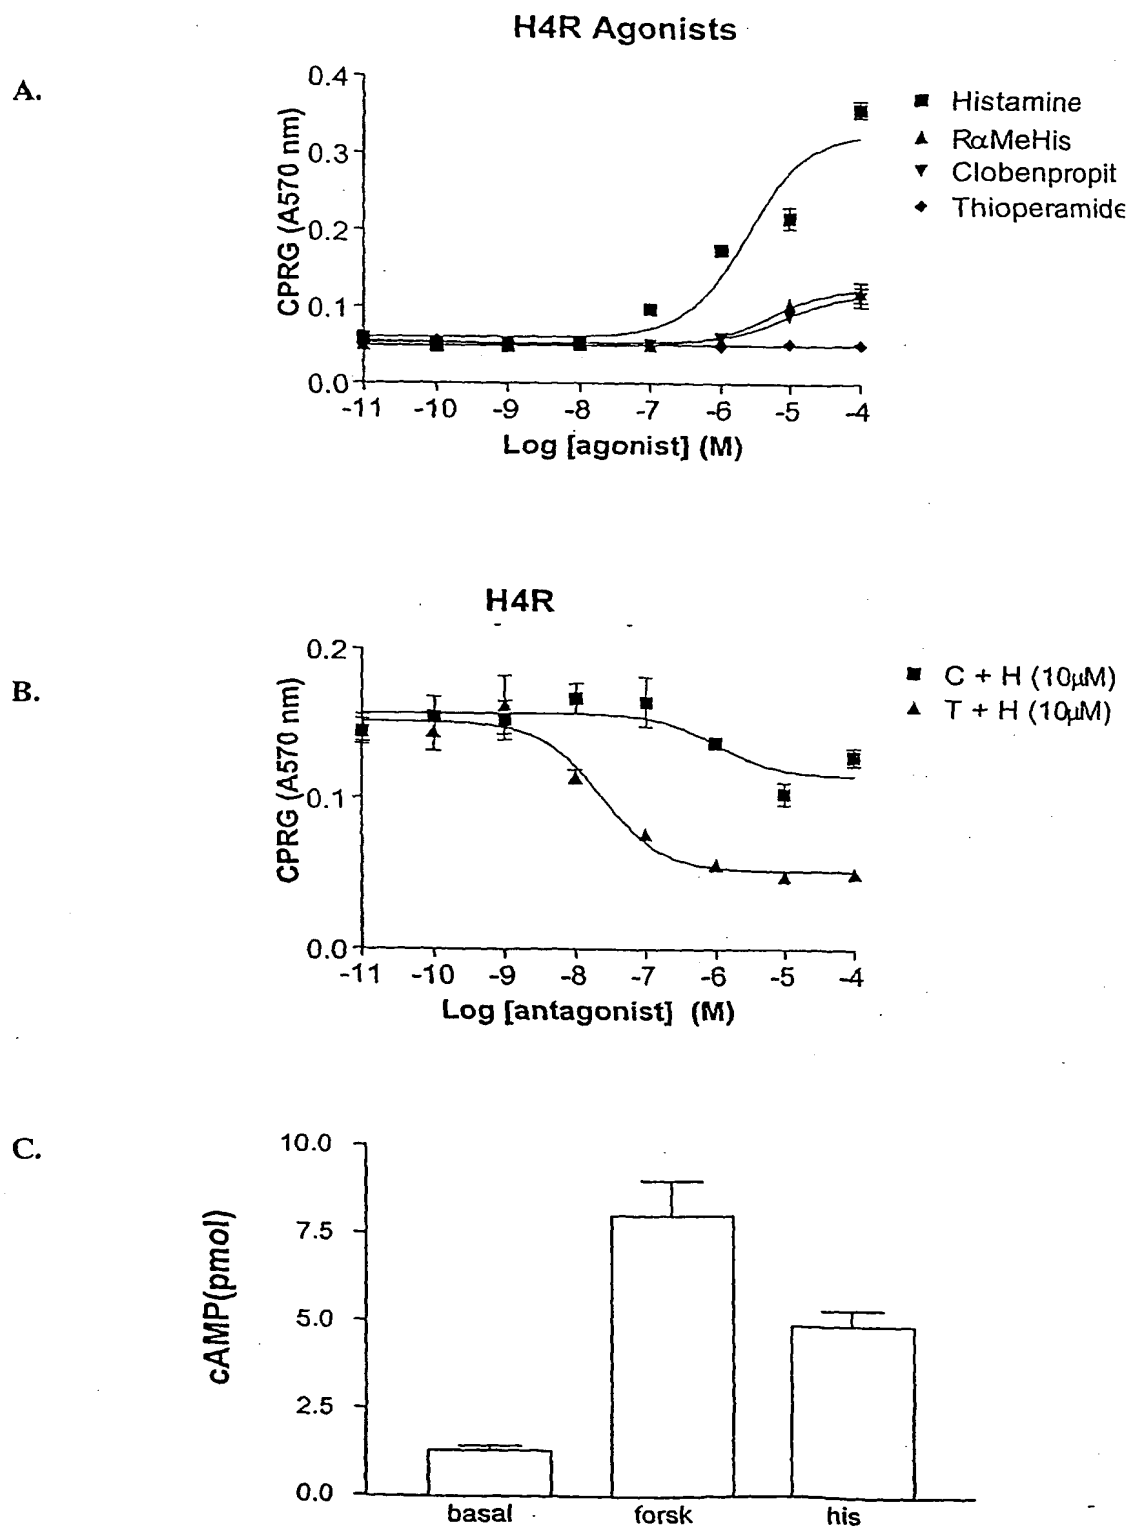 H4R Agonists
A.
CPRG (A570 nm)
0.4
0.3
0.2
0.1
0.0
-11 -10 -9 -8 -7 -6 -5 -4
Log [agonist] (M)
Histamine
RαMeHis
Clobenpropit
Thioperamide
H4R
B.
CPRG (A570 nm)
0.2
0.1
0.0
-11 -10 -9 -8 -7 -6 -5 -4
Log [antagonist] (M)
C + H (10μM)
T + H (10μM)
C.
cAMP(pmol)
10.0
7.5
5.0
2.5
0.0
basal forsk his